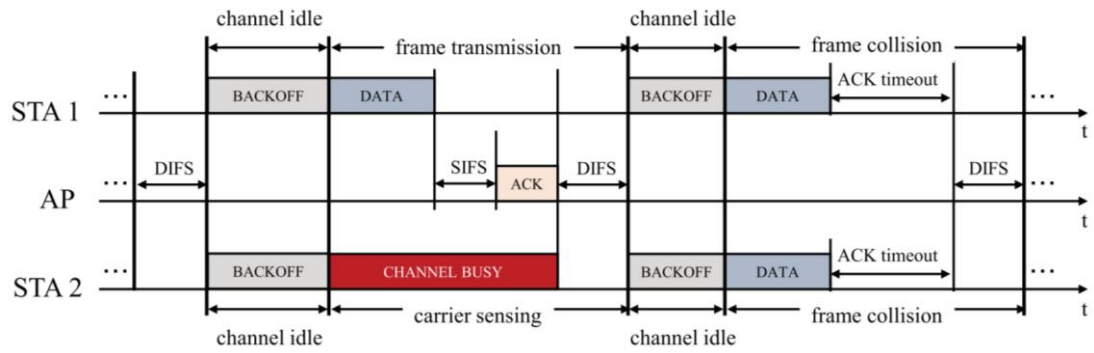 channel idle channel idle
frame transmission frame collision
STA 1 ... BACKOFF DATA BACKOFF DATA ACK timeout ...
t
AP ... DIFS SIFS ACK DIFS DIFS ...
t
STA 2 ... BACKOFF CHANNEL BUSY BACKOFF DATA ACK timeout ...
t
carrier sensing frame collision
channel idle channel idle